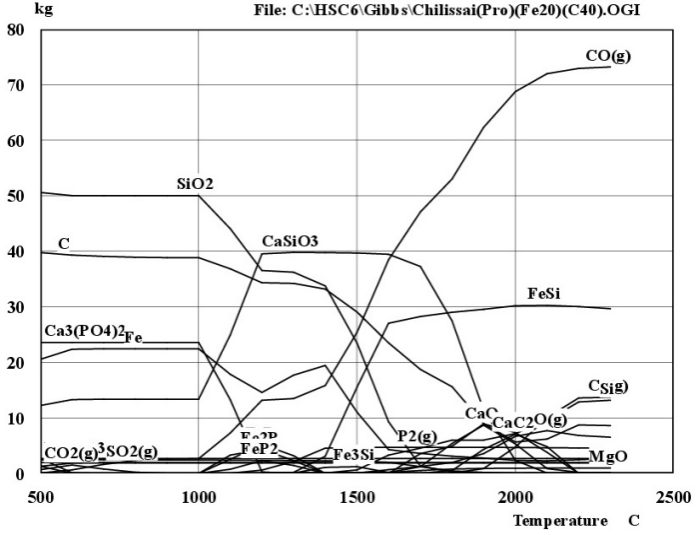 kg
File: C:\HSC6\Gibbs\Chilissai(Pro)(Fe20)(C40).OGI
80
CO(g)
70
60
50
SiO2
40
C
CaSiO3
30
FeSi
Ca3(PO4)2
Fe
20
10
CaC2
P2(g)
FeP2
Fe3Si
CO2(g)
SO2(g)
MgO
0
500
1000
1500
2000
2500
Temperature C